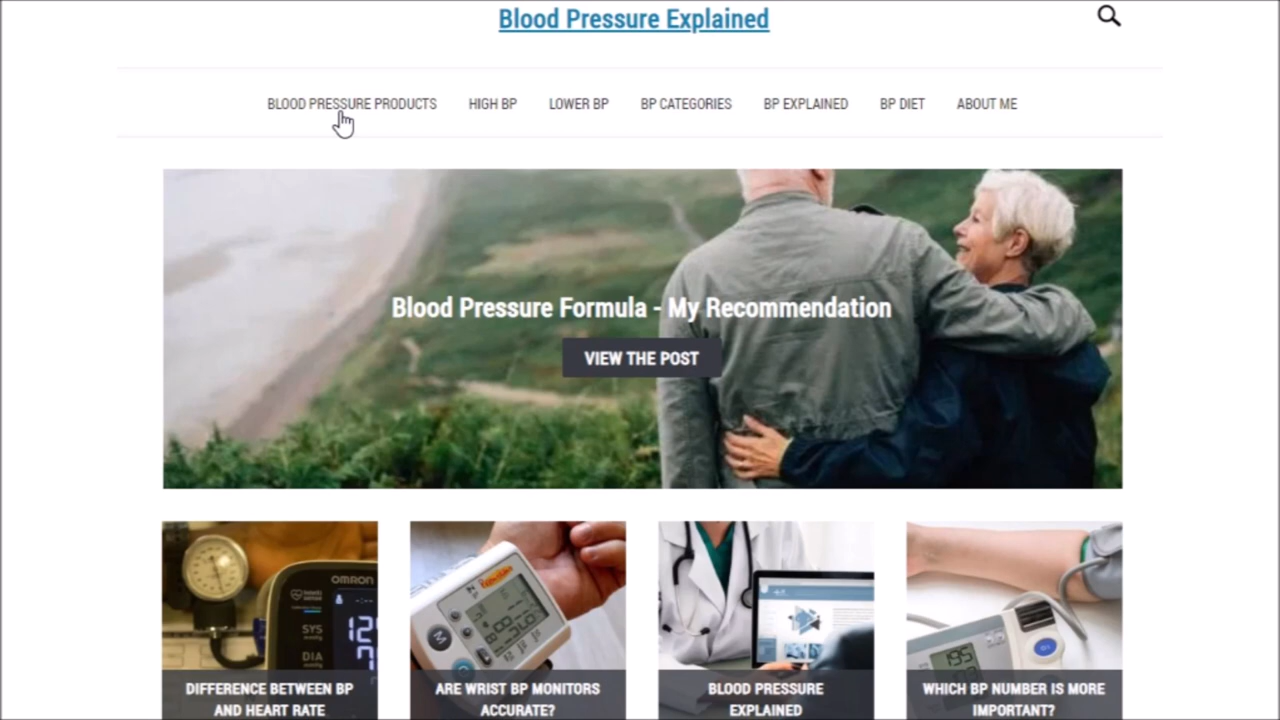 Blood Pressure Explained
BLOOD PRESSURE PRODUCTS HIGH BP LOWER BP BP CATEGORIES BP EXPLAINED BP DIET ABOUT ME
Blood Pressure Formula - My Recommendation
VIEW THE POST
OMRON
SYS
DIA
M
195
DIFFERENCE BETWEEN BP
AND HEART RATE
ARE WRIST BP MONITORS
ACCURATE?
BLOOD PRESSURE
EXPLAINED
WHICH BP NUMBER IS MORE
IMPORTANT?